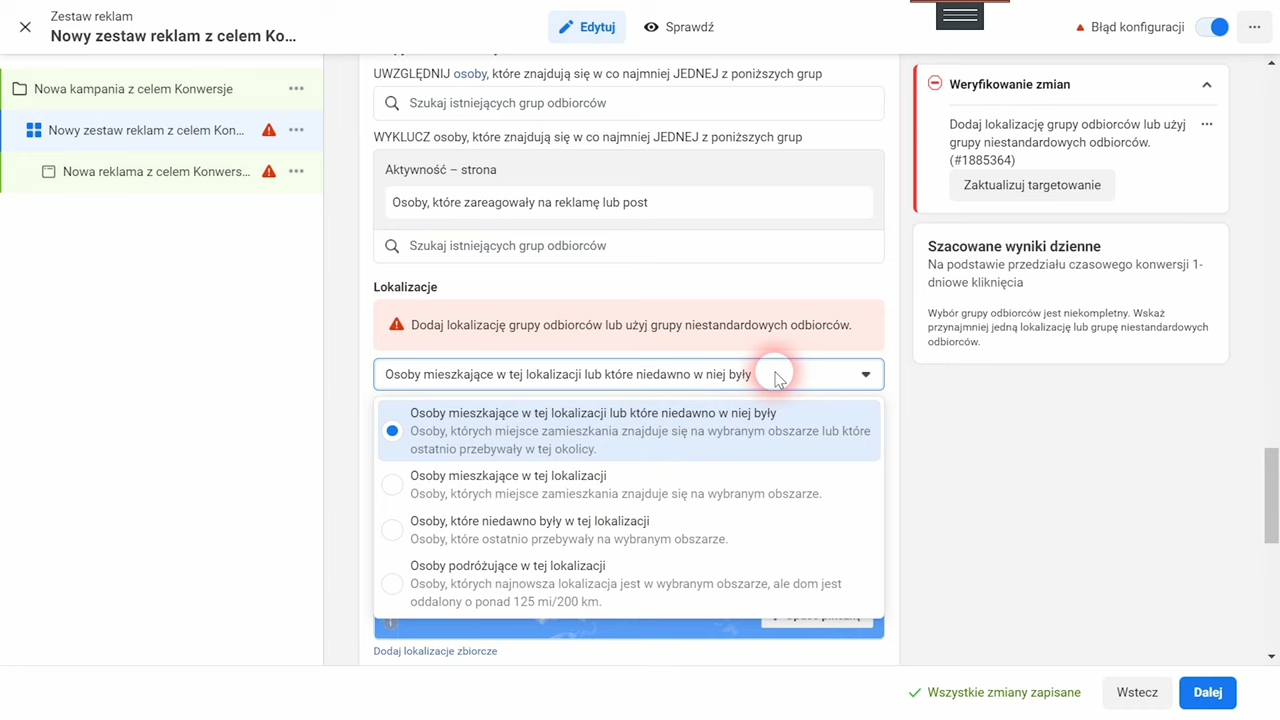 Zestaw reklam
Nowy zestaw reklam z celem Ko...
Edytuj
Sprawdź
Błąd konfiguracji
Nowa kampania z celem Konwersje
Nowy zestaw reklam z celem Kon...
Nowa reklama z celem Konwers...
UWZGLĘDNIJ osoby, które znajdują się w co najmniej JEDNEJ z poniższych grup
Szukaj istniejących grup odbiorców
WYKLUCZ osoby, które znajdują się w co najmniej JEDNEJ z poniższych grup
Aktywność – strona
Osoby, które zareagowały na reklamę lub post
Szukaj istniejących grup odbiorców
Lokalizacje
Dodaj lokalizację grupy odbiorców lub użyj grupy niestandardowych odbiorców.
Osoby mieszkające w tej lokalizacji lub które niedawno w niej były
Osoby mieszkające w tej lokalizacji lub które niedawno w niej były
Osoby, których miejsce zamieszkania znajduje się na wybranym obszarze lub które
ostatnio przebywały w tej okolicy.
Osoby mieszkające w tej lokalizacji
Osoby, których miejsce zamieszkania znajduje się na wybranym obszarze.
Osoby, które niedawno były w tej lokalizacji
Osoby, które ostatnio przebywały na wybranym obszarze.
Osoby podróżujące w tej lokalizacji
Osoby, których najnowsza lokalizacja jest w wybranym obszarze, ale dom jest
oddalony o ponad 125 mi/200 km.
Dodaj lokalizacje zbiorcze
Weryfikowanie zmian
Dodaj lokalizację grupy odbiorców lub użyj
grupy niestandardowych odbiorców.
(#1885364)
Zaktualizuj targetowanie
Szacowane wyniki dzienne
Na podstawie przedziału czasowego konwersji 1-
dniowe kliknięcia
Wybór grupy odbiorców jest niekompletny. Wskaż
przynajmniej jedną lokalizację lub grupę niestandardowych
odbiorców.
Wszystkie zmiany zapisane
Wstecz
Dalej